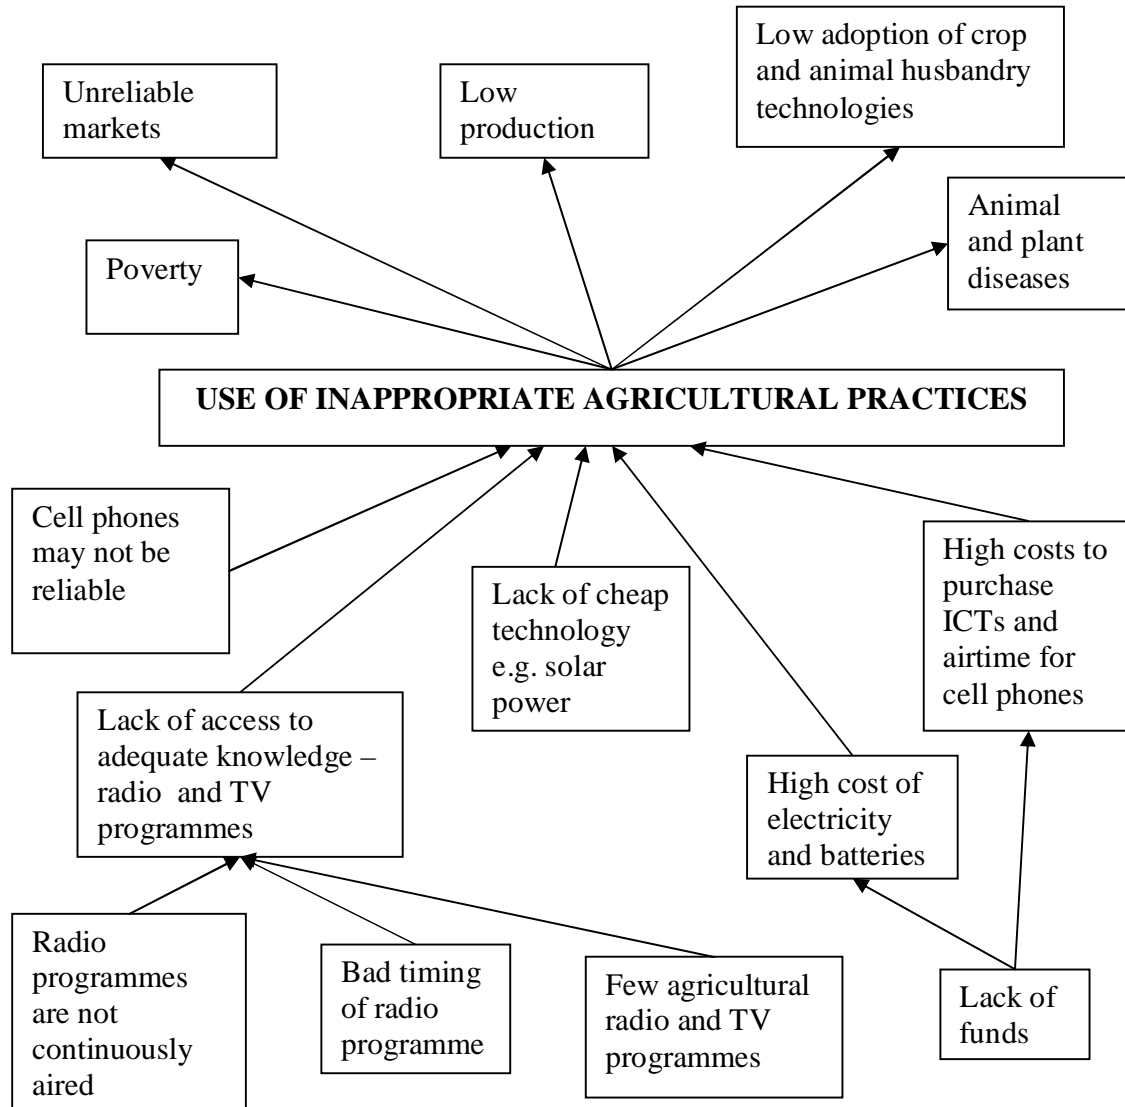 Unreliable
markets
Low
production
Low adoption of crop
and animal husbandry
technologies
Animal
and plant
diseases
Poverty
USE OF INAPPROPRIATE AGRICULTURAL PRACTICES
Cell phones
may not be
reliable
Lack of cheap
technology
e.g. solar
power
High costs to
purchase
ICTs and
airtime for
cell phones
Lack of access to
adequate knowledge –
radio and TV
programmes
High cost of
electricity
and batteries
Radio
programmes
are not
continuously
aired
Bad timing
of radio
programme
Few agricultural
radio and TV
programmes
Lack of
funds